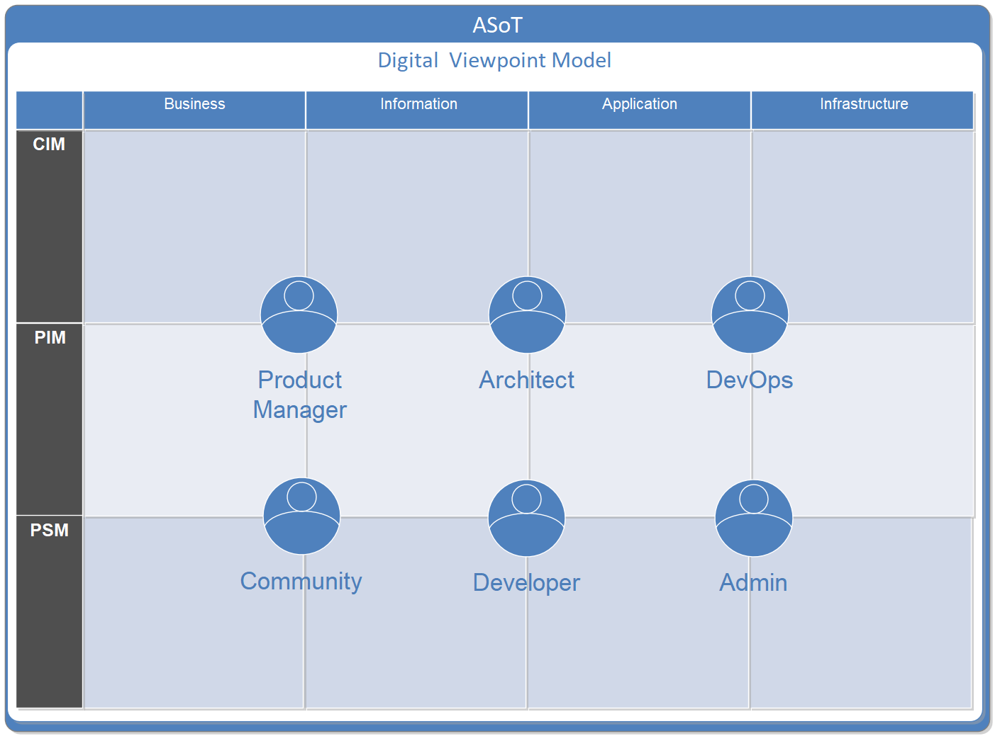 ASoT
Digital  Viewpoint Model
Business
Information
Application
Infrastructure
CIM
PIM
Product
Manager
Architect
DevOps
PSM
Community
Developer
Admin